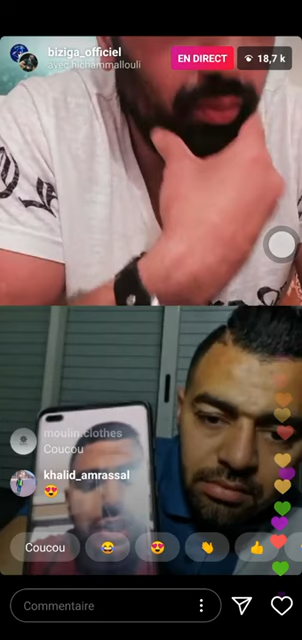 biziga_officiel
avec hichammallouli
EN DIRECT
18,7 k
moulin.clothes
Coucou
khalid_amrassal
😍
Coucou 😂 😍 👏 👍
Commentaire